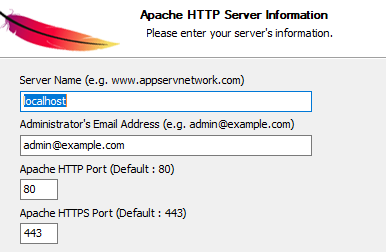 Apache HTTP Server Information
Please enter your server's information.
Server Name (e.g. www.appservnetwork.com)
localhost
Administrator's Email Address (e.g. admin@example.com)
admin@example.com
Apache HTTP Port (Default : 80)
80
Apache HTTPS Port (Default : 443)
443